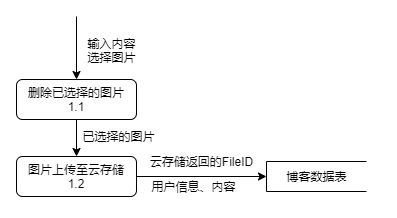 输入内容
选择图片
删除已选择的图片
1.1
已选择的图片
图片上传至云存储
1.2
云存储返回的FileID
用户信息、内容
博客数据表